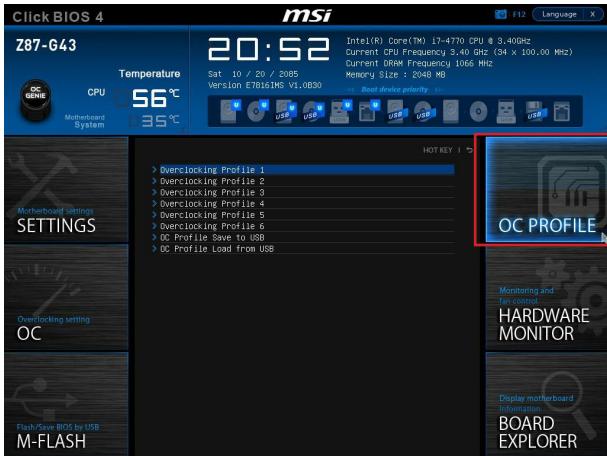 Click BIOS 4
msi
F12
Language
X
Z87-G43
20:52
Intel(R) Core(TM) i7-4770 CPU @ 3.40GHz
Current CPU Frequency 3.40 GHz (34 x 100.00 MHz)
Current DRAM Frequency 1066 MHz
Memory Size : 2048 MB
Temperature
Sat 10 / 20 / 2085
Version E7816IMS V1.0B30
Boot device priority
OC
GENIE
CPU
56°C
Motherboard
System
35°C
U
U
U
U
USB
USB
USB
USB
USB
HOT KEY
Overclocking Profile 1
Overclocking Profile 2
Overclocking Profile 3
Overclocking Profile 4
Overclocking Profile 5
Overclocking Profile 6
OC Profile Save to USB
OC Profile Load from USB
Motherboard settings
SETTINGS
Overclocking setting
OC
Flash/Save BIOS by USB
M-FLASH
OC PROFILE
Monitoring and
fan control
HARDWARE
MONITOR
Display motherboard
Information
BOARD
EXPLORER